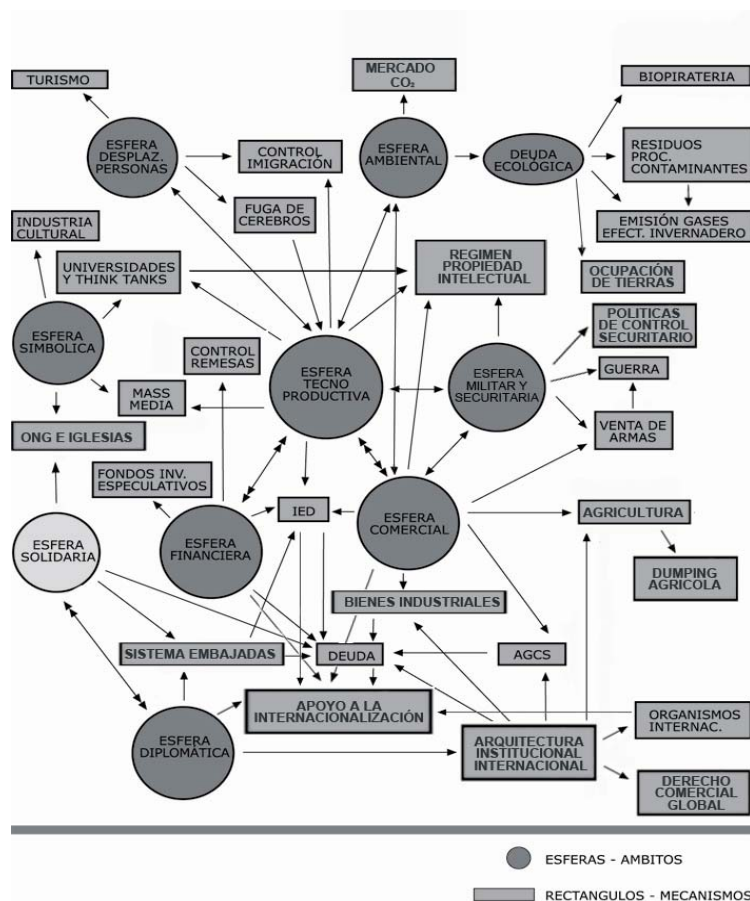 MERCADO
CO₂
TURISMO
BIOPIRATERIA
ESFERA
DESPLAZ.
PERSONAS
CONTROL
IMIGRACIÓN
ESFERA
AMBIENTAL
DEUDA
ECOLÓGICA
RESIDUOS
PROC.
CONTAMINANTES
FUGA DE
CEREBROS
INDUSTRIA
CULTURAL
EMISIÓN GASES
EFECT. INVERNADERO
UNIVERSIDADES
Y THINK TANKS
REGIMEN
PROPIEDAD
INTELECTUAL
OCUPACIÓN
DE TIERRAS
ESFERA
SIMBOLICA
CONTROL
REMESAS
ESFERA
TECNO
PRODUCTIVA
ESFERA
MILITAR Y
SECURITARIA
POLITICAS
DE CONTROL
SECURITARIO
GUERRA
MASS
MEDIA
VENTA DE
ARMAS
ONG E IGLESIAS
FONDOS INV.
ESPECULATIVOS
IED
ESFERA
COMERCIAL
AGRICULTURA
ESFERA
SOLIDARIA
ESFERA
FINANCIERA
DUMPING
AGRICOLA
BIENES INDUSTRIALES
SISTEMA EMBAJADAS
DEUDA
AGCS
APOYO A LA
INTERNACIONALIZACIÓN
ORGANISMOS
INTERNAC.
ESFERA
DIPLOMÁTICA
ARQUITECTURA
INSTITUCIONAL
INTERNACIONAL
DERECHO
COMERCIAL
GLOBAL
ESFERAS - AMBITOS
RECTANGULOS - MECANISMOS